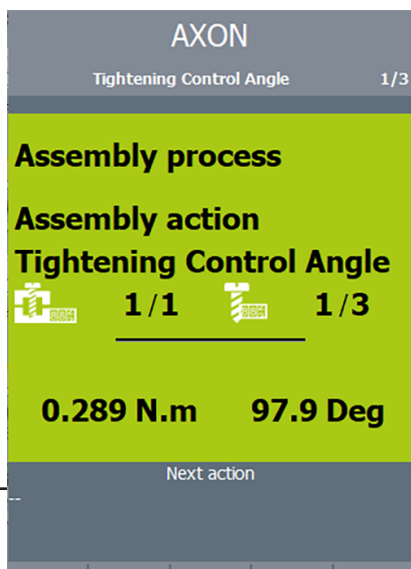 AXON
Tightening Control Angle 1/3
Assembly process
Assembly action
Tightening Control Angle
1/1 1/3
0.289 N.m 97.9 Deg
Next action
--